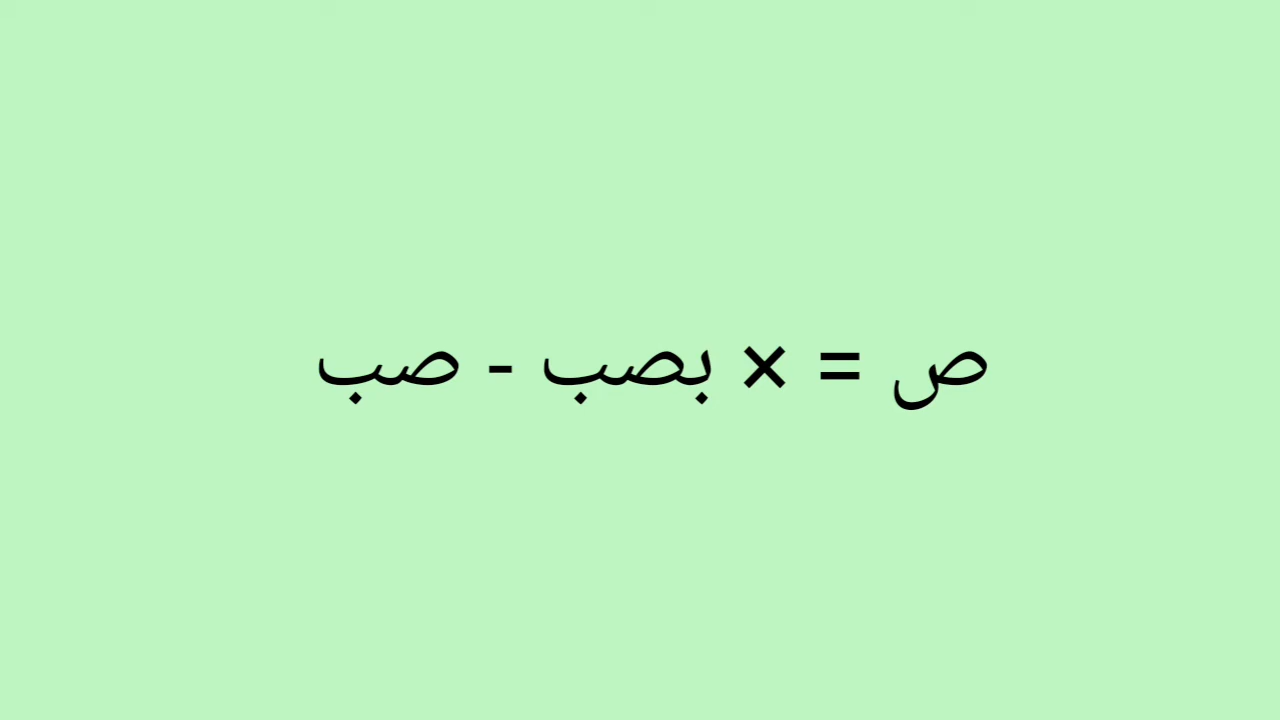 ص = × بصب - صب